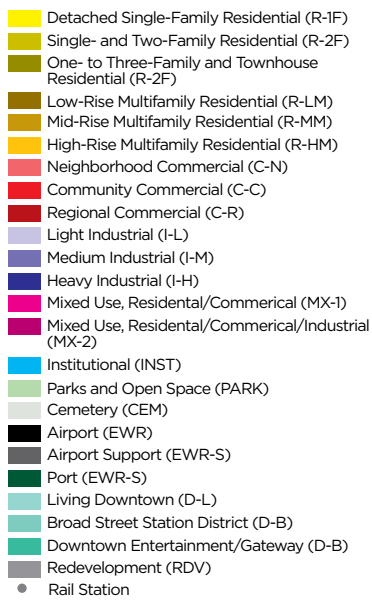 Detached Single-Family Residential (R-1F)
Single- and Two-Family Residential (R-2F)
One- to Three-Family and Townhouse
Residential (R-2F)
Low-Rise Multifamily Residential (R-LM)
Mid-Rise Multifamily Residential (R-MM)
High-Rise Multifamily Residential (R-HM)
Neighborhood Commercial (C-N)
Community Commercial (C-C)
Regional Commercial (C-R)
Light Industrial (I-L)
Medium Industrial (I-M)
Heavy Industrial (I-H)
Mixed Use, Residental/Commerical (MX-1)
Mixed Use, Residental/Commerical/Industrial
(MX-2)
Institutional (INST)
Parks and Open Space (PARK)
Cemetery (CEM)
Airport (EWR)
Airport Support (EWR-S)
Port (EWR-S)
Living Downtown (D-L)
Broad Street Station District (D-B)
Downtown Entertainment/Gateway (D-B)
Redevelopment (RDV)
Rail Station